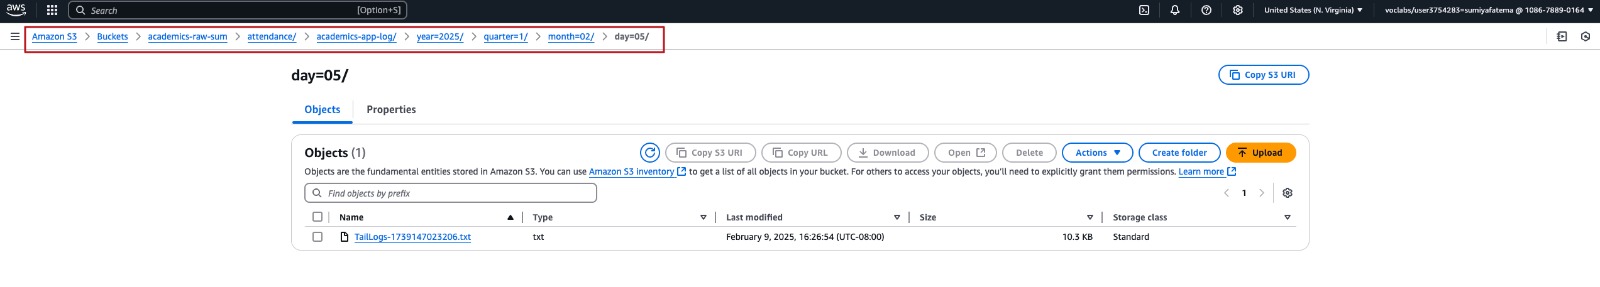 aws Search [Option+S] United States (N. Virginia) ▼ voclabs/user3754283=sumiyafatema @ 1086-7889-0164 ▼
Amazon S3 > Buckets > academics-raw-sum > attendance/ > academics-app-log/ > year=2025/ > quarter=1/ > month=02/ > day=05/
day=05/ Copy S3 URI
Objects Properties
Objects (1) Copy S3 URI Copy URL Download Open Delete Actions ▼ Create folder Upload
Objects are the fundamental entities stored in Amazon S3. You can use Amazon S3 inventory to get a list of all objects in your bucket. For others to access your objects, you'll need to explicitly grant them permissions. Learn more
Find objects by prefix < 1 >
Name Type Last modified Size Storage class
TailLogs-1739147023206.txt txt February 9, 2025, 16:26:54 (UTC-08:00) 10.3 KB Standard